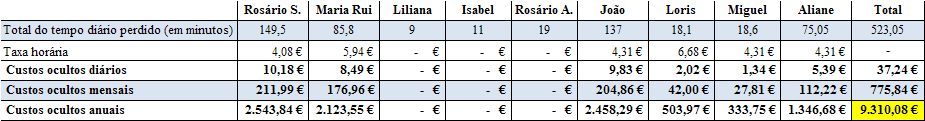 Rosário S. Maria Rui Liliana Isabel Rosário A. João Loris Miguel Aliane Total
Total do tempo diário perdido (em minutos) 149,5 85,8 9 11 19 137 18,1 18,6 75,05 523,05
Taxa horária 4,08 € 5,94 € - € - € - € 4,31 € 6,68 € 4,31 € 4,31 € -
Custos ocultos diários 10,18 € 8,49 € - € - € - € 9,83 € 2,02 € 1,34 € 5,39 € 37,24 €
Custos ocultos mensais 211,99 € 176,96 € - € - € - € 204,86 € 42,00 € 27,81 € 112,22 € 775,84 €
Custos ocultos anuais 2.543,84 € 2.123,55 € - € - € - € 2.458,29 € 503,97 € 333,75 € 1.346,68 € 9.310,08 €